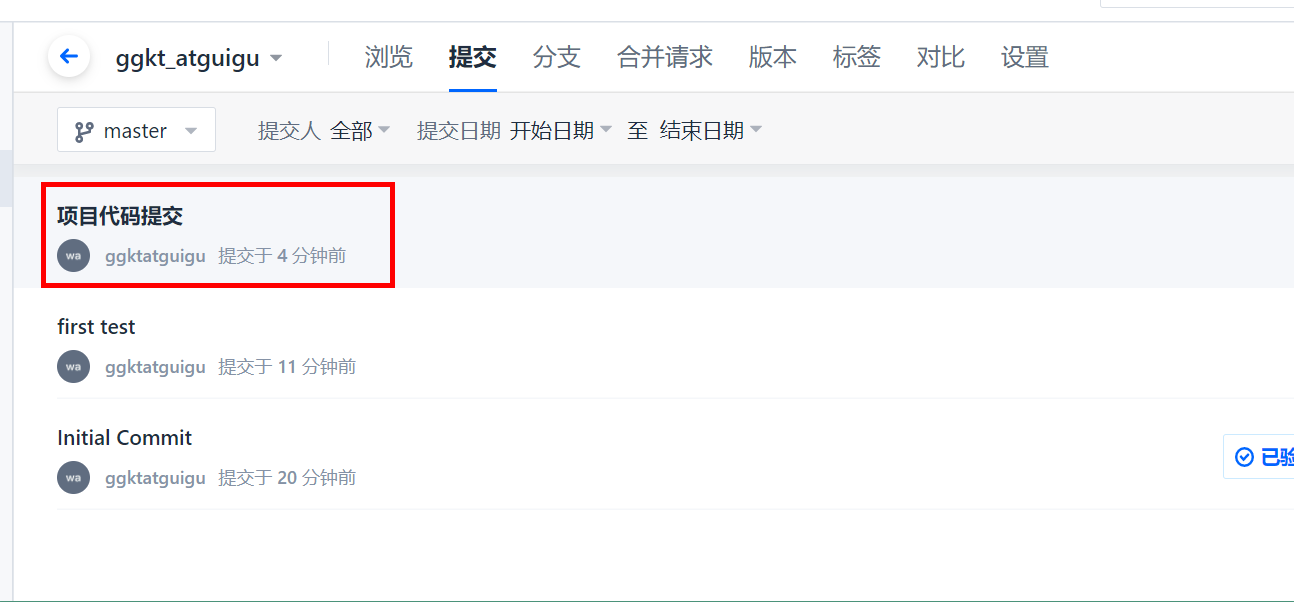 ggkt_atguigu 浏览 提交 分支 合并请求 版本 标签 对比 设置
master 提交人 全部 提交日期 开始日期 至 结束日期
项目代码提交
wa ggktatguigu 提交于 4 分钟前
first test
wa ggktatguigu 提交于 11 分钟前
Initial Commit
已验
wa ggktatguigu 提交于 20 分钟前